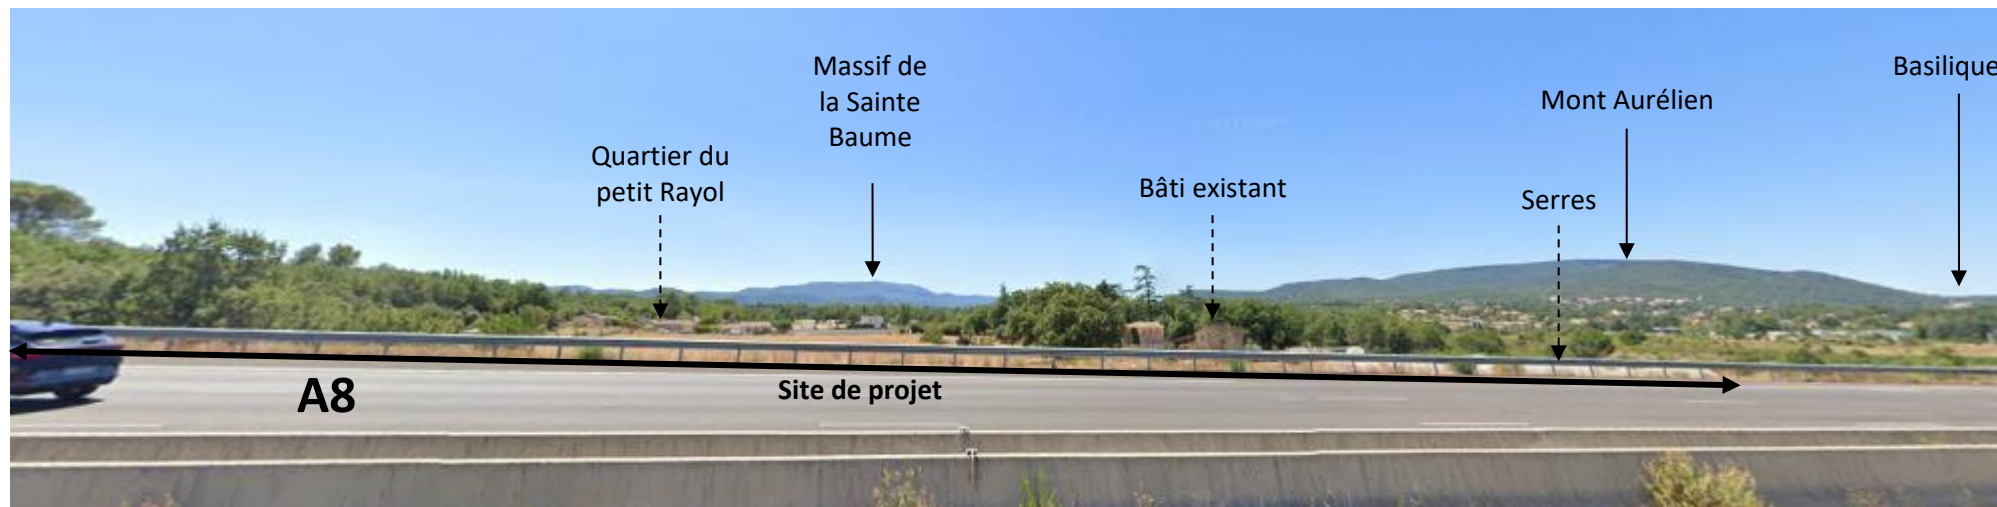 Massif de
la Sainte
Baume
Quartier du
petit Rayol
Bâti existant
Serres
Mont Aurélien
Basilique
A8
Site de projet